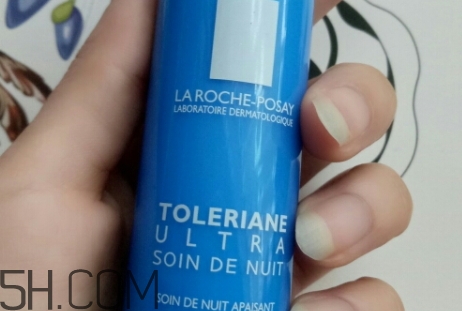 LA ROCHE-POSAY
LABORATOIRE DERMATOLOGIQUE
TOLERIANE
ULTRA
SOIN DE NUIT
SOIN DE NUIT APAISANT
5H.COM